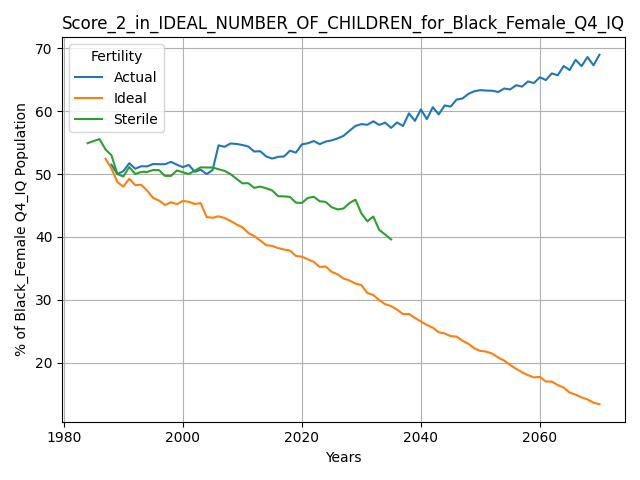 Score_2_in_IDEAL_NUMBER_OF_CHILDREN_for_Black_Female_Q4_IQ
% of Black_Female Q4_IQ Population
70
60
50
40
30
20
Fertility
Actual
Ideal
Sterile
1980
2000
2020
2040
2060
Years